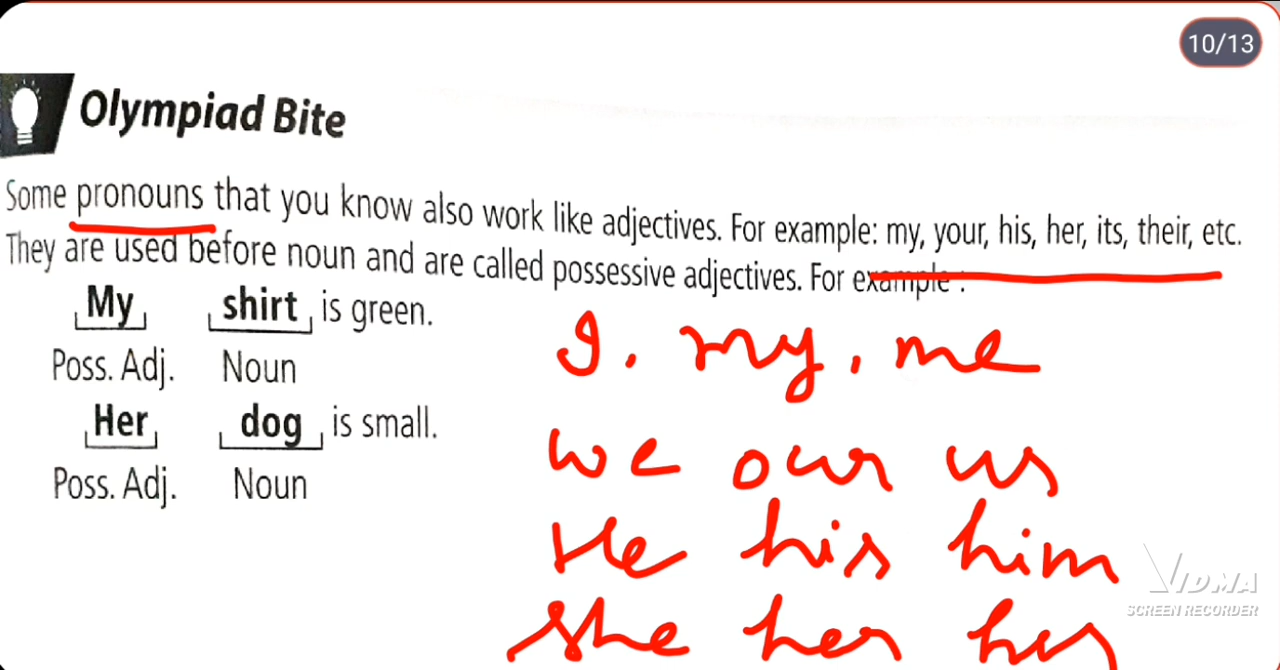 10/13
Olympiad Bite
Some pronouns that you know also work like adjectives. For example: my, your, his, her, its, their, etc.
They are used before noun and are called possessive adjectives. For example :
My shirt is green.
Poss. Adj. Noun
Her dog is small.
Poss. Adj. Noun
I. my, me
we our us
He his him
she her her
VIDMA
SCREEN RECORDER